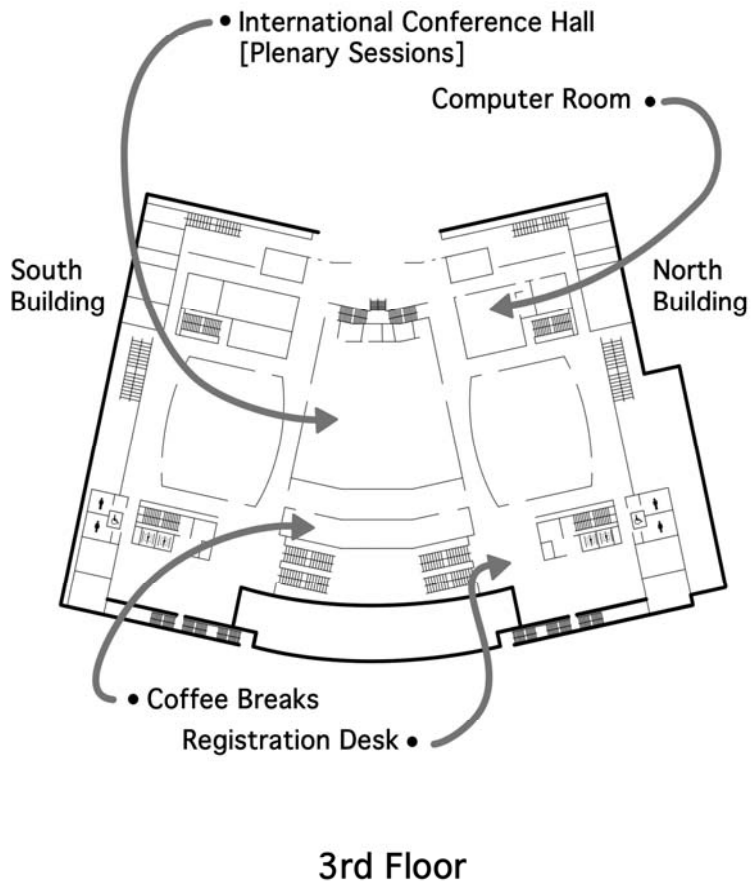 • International Conference Hall
[Plenary Sessions]
Computer Room •
South
Building
North
Building
• Coffee Breaks
Registration Desk •
3rd Floor